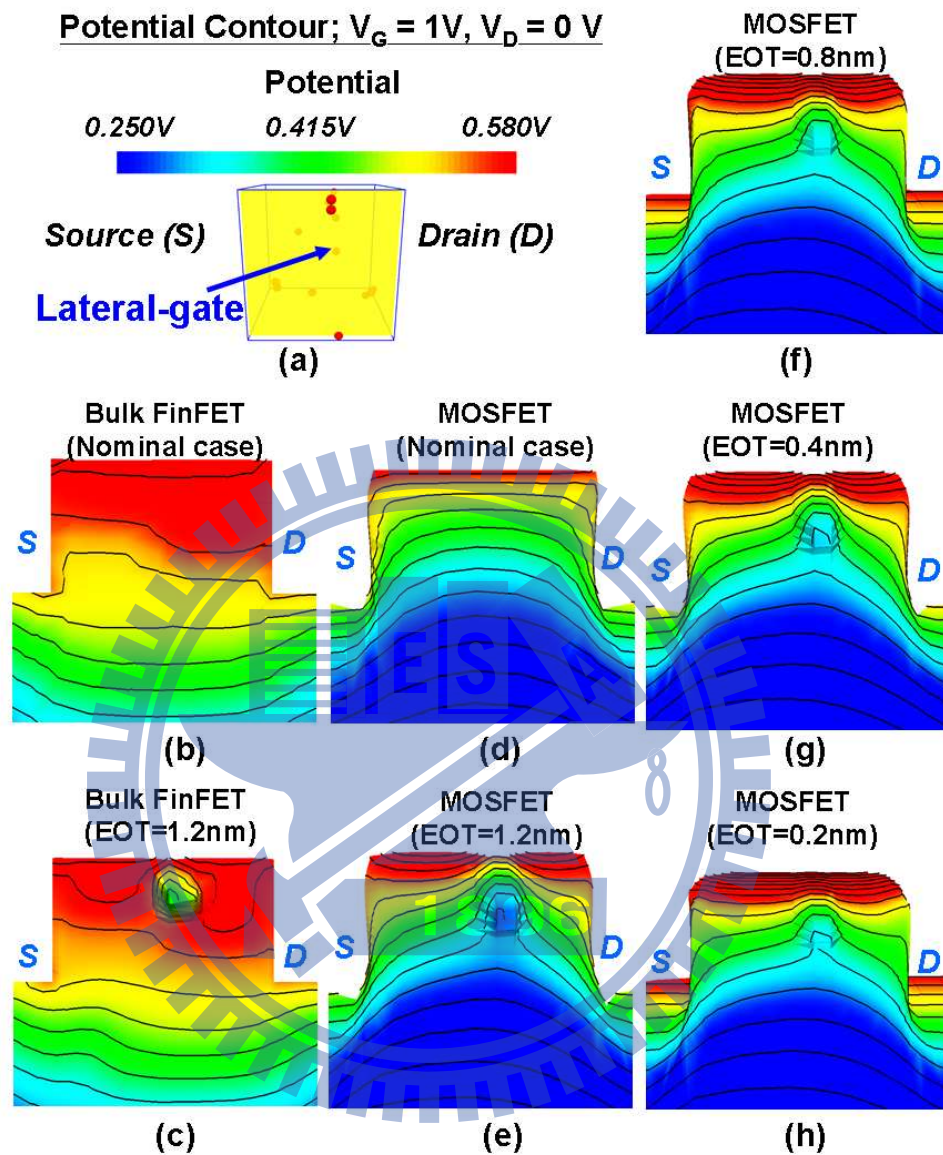 Potential Contour; V_G = 1V, V_D = 0 V
Potential
0.250V 0.415V 0.580V
Source (S) Drain (D)
Lateral-gate
(a)
MOSFET
(EOT=0.8nm)
S D
(f)
Bulk FinFET
(Nominal case)
S D
(b)
MOSFET
(Nominal case)
S D
(d)
MOSFET
(EOT=0.4nm)
S D
(g)
Bulk FinFET
(EOT=1.2nm)
S D
(c)
MOSFET
(EOT=1.2nm)
S D
(e)
MOSFET
(EOT=0.2nm)
S D
(h)
E S A
8
1896